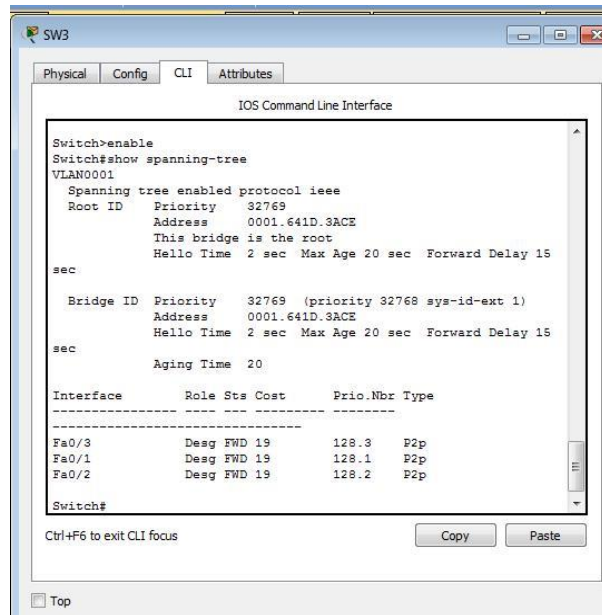 SW3
Physical Config CLI Attributes
IOS Command Line Interface
Switch>enable
Switch#show spanning-tree
VLAN0001
Spanning tree enabled protocol ieee
Root ID Priority 32769
Address 0001.641D.3ACE
This bridge is the root
Hello Time 2 sec Max Age 20 sec Forward Delay 15
sec
Bridge ID Priority 32769 (priority 32768 sys-id-ext 1)
Address 0001.641D.3ACE
Hello Time 2 sec Max Age 20 sec Forward Delay 15
sec
Aging Time 20
Interface Role Sts Cost Prio.Nbr Type
---------------- ---- --- --------- --------
--------------------------------
Fa0/3 Desg FWD 19 128.3 P2p
Fa0/1 Desg FWD 19 128.1 P2p
Fa0/2 Desg FWD 19 128.2 P2p
Switch#
Ctrl+F6 to exit CLI focus
Copy Paste
Top